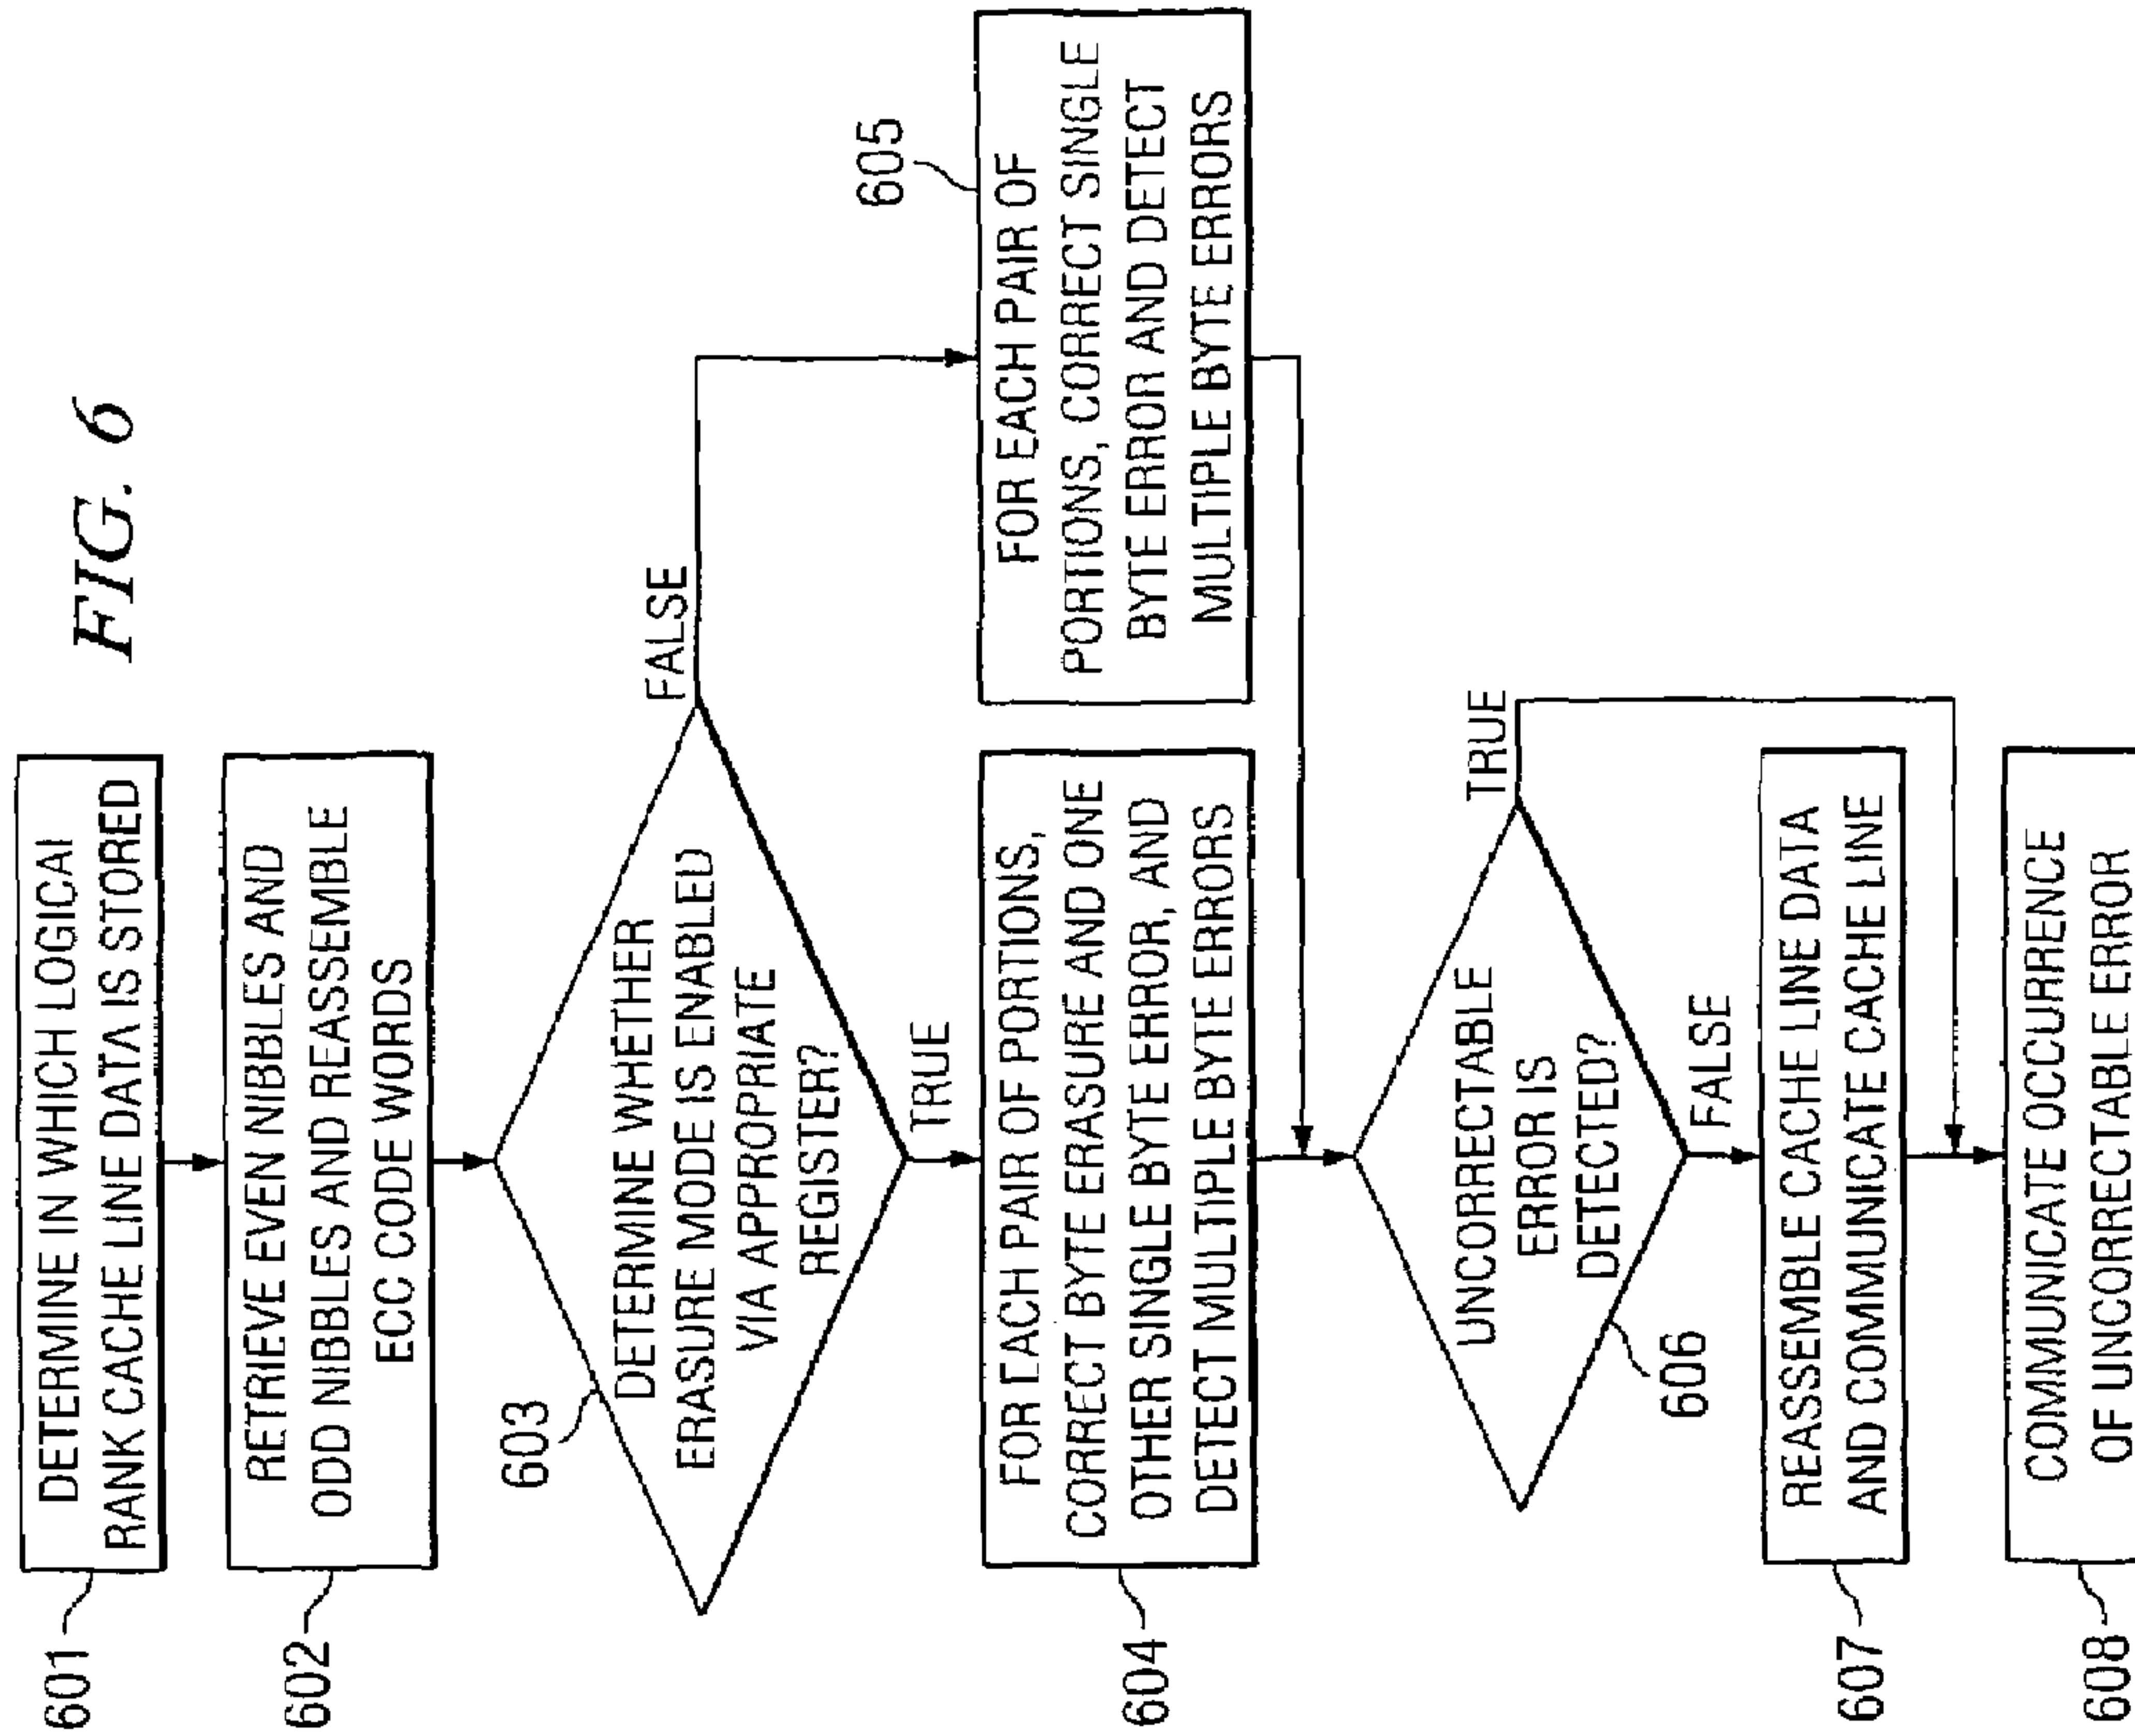 FIG. 6
601
DETERMINE IN WHICH LOGICAL
RANK CACHE LINE DATA IS STORED
602
RETRIEVE EVEN NIBBLES AND
ODD NIBBLES AND REASSEMBLE
ECC CODE WORDS
603
DETERMINE WHETHER
ERASURE MODE IS ENABLED
VIA APPROPRIATE
REGISTER?
FALSE
TRUE
604
FOR EACH PAIR OF PORTIONS,
CORRECT BYTE ERASURE AND ONE
OTHER SINGLE BYTE ERROR, AND
DETECT MULTIPLE BYTE ERRORS
605
FOR EACH PAIR OF
PORTIONS, CORRECT SINGLE
BYTE ERROR AND DETECT
MULTIPLE BYTE ERRORS
UNCORRECTABLE
ERROR IS
DETECTED?
606
TRUE
FALSE
607
REASSEMBLE CACHE LINE DATA
AND COMMUNICATE CACHE LINE
608
COMMUNICATE OCCURRENCE
OF UNCORRECTABLE ERROR